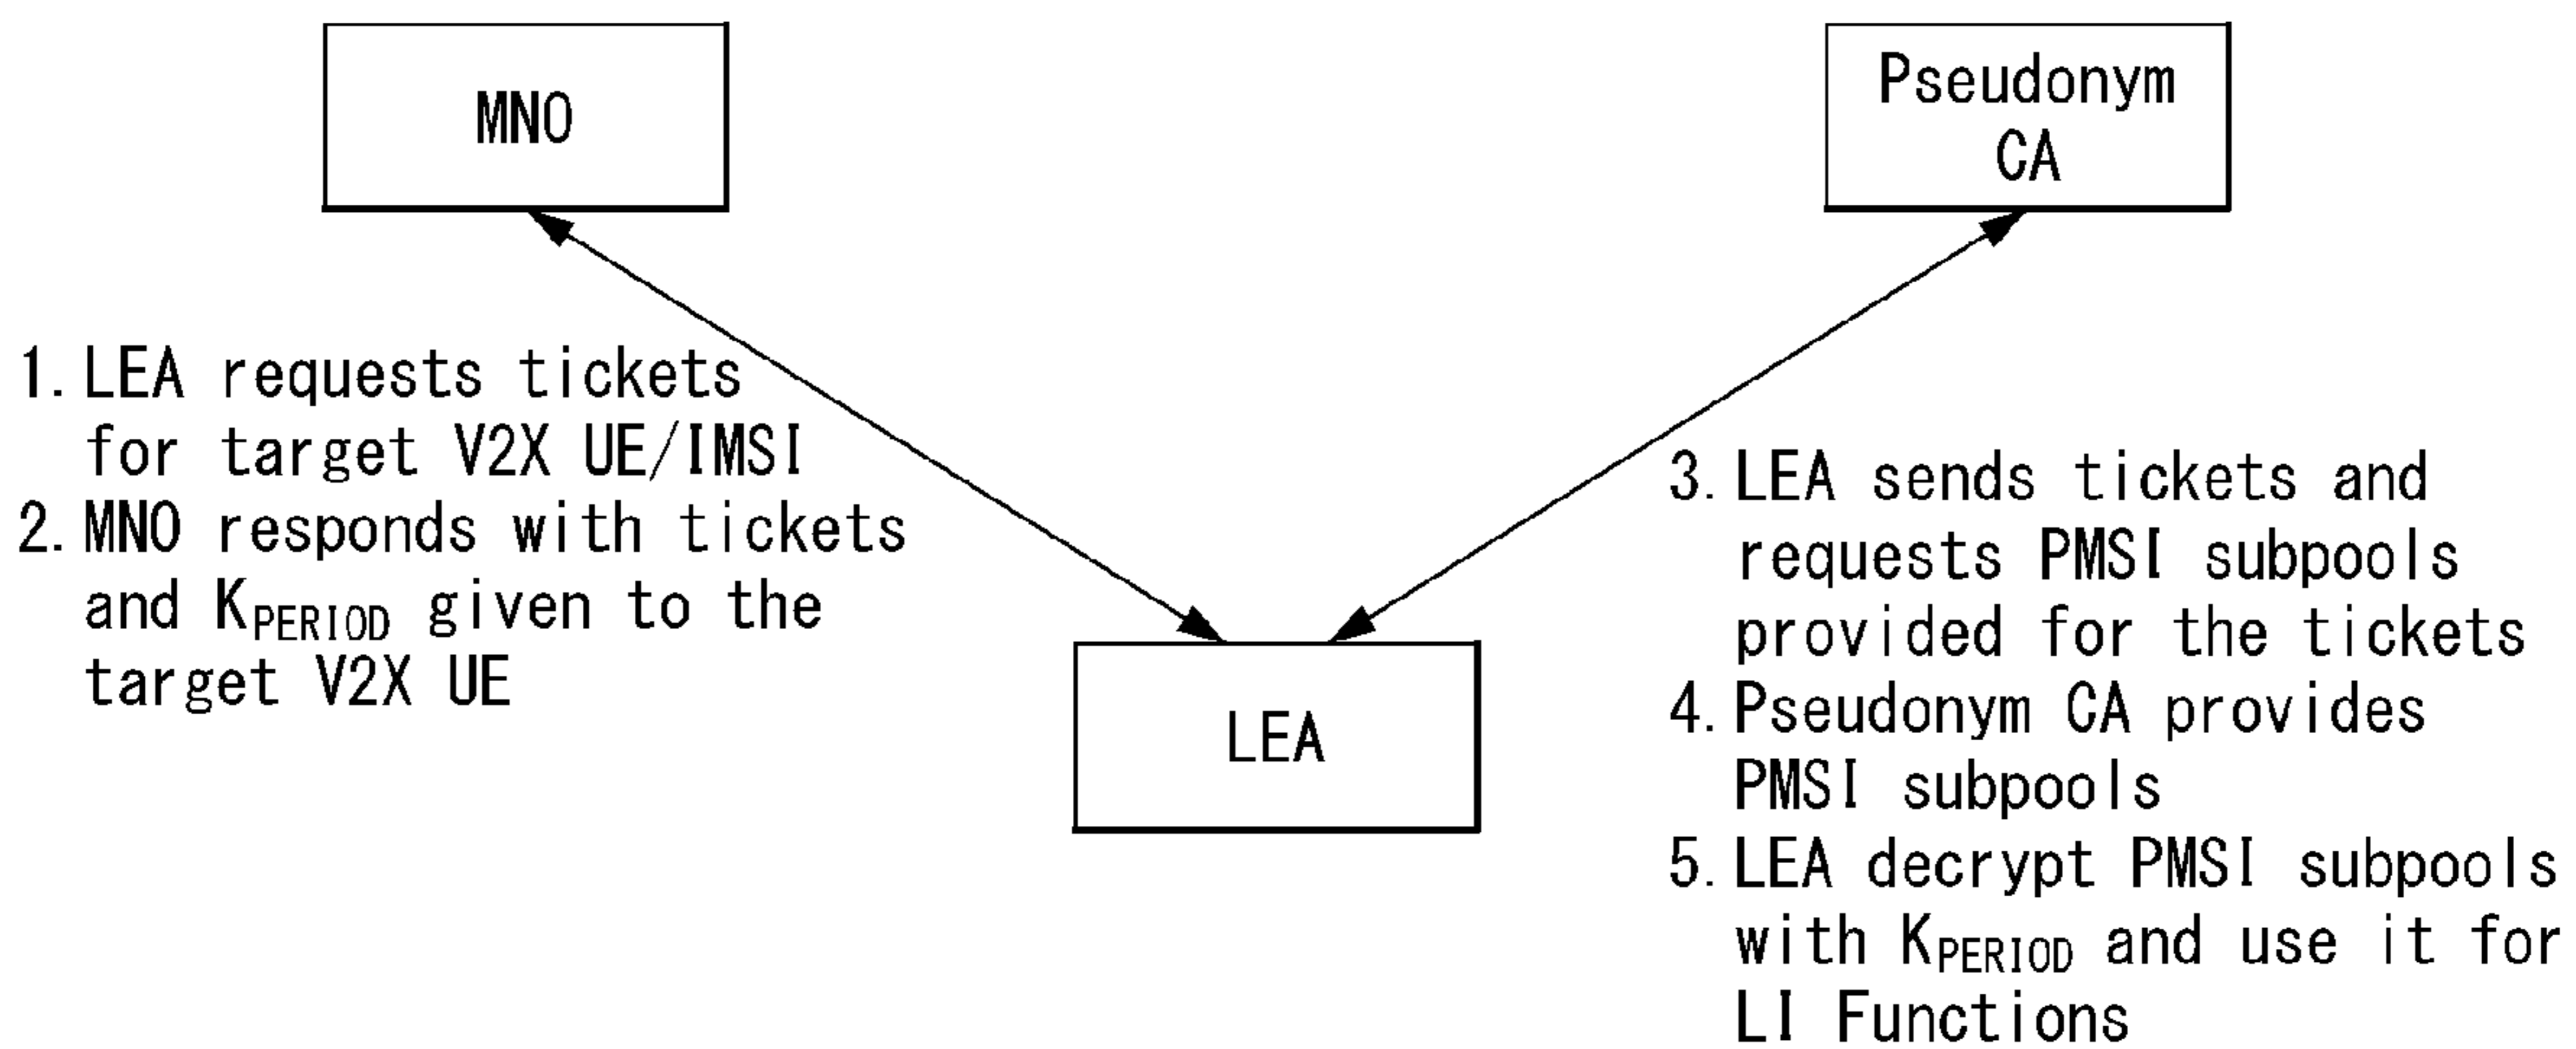 MNO
Pseudonym
CA
1. LEA requests tickets
for target V2X UE/IMSI
2. MNO responds with tickets
and KPERIOD given to the
target V2X UE
LEA
3. LEA sends tickets and
requests PMSI subpools
provided for the tickets
4. Pseudonym CA provides
PMSI subpools
5. LEA decrypt PMSI subpools
with KPERIOD and use it for
LI Functions